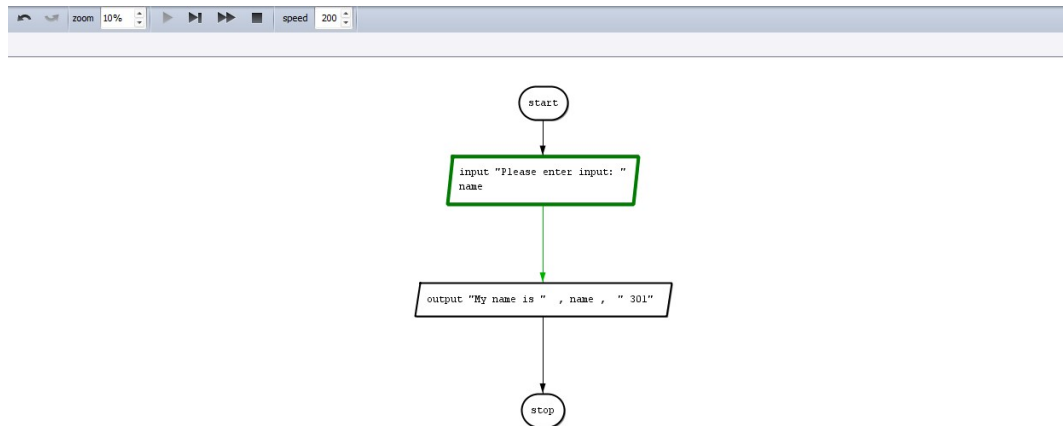 zoom 10% speed 200
start
input "Please enter input: "
name
output "My name is " , name , " 301"
stop